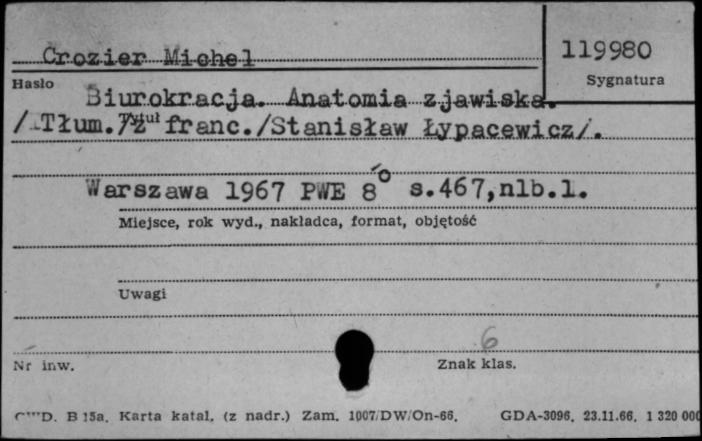 Crozier Michel
119980
Hasło
Sygnatura
Biurokracja. Anatomia zjawiska.
/Tłum./z franc./Stanisław Łypacewicz/.
Tytuł
Warszawa 1967 PWE 8° s.467,nlb.1.
Miejsce, rok wyd., nakładca, format, objętość
Uwagi
6
Nr inw.
Znak klas.
D. B 15a. Karta katal. (z nadr.) Zam. 1007/DW/On-66. GDA-3096. 23.11.66. 1 320 000